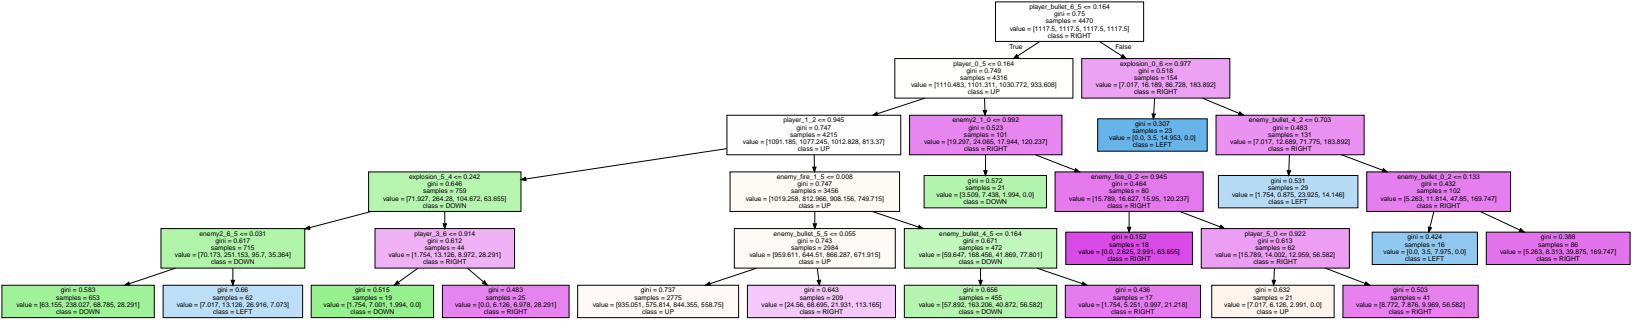 player_bullet_6_5 <= 0.164
gini = 0.75
samples = 4470
value = [1117.5, 1117.5, 1117.5, 1117.5]
class = RIGHT
True
False
player_0_5 <= 0.164
gini = 0.749
samples = 4316
value = [1110.483, 1101.311, 1030.772, 933.608]
class = UP
explosion_0_6 <= 0.977
gini = 0.518
samples = 154
value = [7.017, 16.189, 86.728, 183.892]
class = RIGHT
player_1_2 <= 0.945
gini = 0.747
samples = 4215
value = [1091.185, 1077.245, 1012.828, 813.37]
class = UP
enemy2_1_0 <= 0.992
gini = 0.523
samples = 101
value = [19.297, 24.065, 17.944, 120.237]
class = RIGHT
gini = 0.307
samples = 23
value = [0.0, 3.5, 14.953, 0.0]
class = LEFT
enemy_bullet_4_2 <= 0.703
gini = 0.483
samples = 131
value = [7.017, 12.689, 71.775, 183.892]
class = RIGHT
explosion_5_4 <= 0.242
gini = 0.646
samples = 759
value = [71.927, 264.28, 104.672, 63.655]
class = DOWN
enemy_fire_1_5 <= 0.008
gini = 0.747
samples = 3456
value = [1019.258, 812.966, 908.156, 749.715]
class = UP
gini = 0.572
samples = 21
value = [3.509, 7.438, 1.994, 0.0]
class = DOWN
enemy_fire_0_2 <= 0.945
gini = 0.464
samples = 80
value = [15.789, 16.627, 15.95, 120.237]
class = RIGHT
gini = 0.531
samples = 29
value = [1.754, 0.875, 23.925, 14.146]
class = LEFT
enemy_bullet_0_2 <= 0.133
gini = 0.432
samples = 102
value = [5.263, 11.814, 47.85, 169.747]
class = RIGHT
enemy2_6_5 <= 0.031
gini = 0.617
samples = 715
value = [70.173, 251.153, 95.7, 35.364]
class = DOWN
player_3_6 <= 0.914
gini = 0.612
samples = 44
value = [1.754, 13.126, 8.972, 28.291]
class = RIGHT
enemy_bullet_5_5 <= 0.055
gini = 0.743
samples = 2984
value = [959.611, 644.51, 866.287, 671.915]
class = UP
enemy_bullet_4_5 <= 0.164
gini = 0.671
samples = 472
value = [59.647, 168.456, 41.869, 77.801]
class = DOWN
gini = 0.152
samples = 18
value = [0.0, 2.625, 2.991, 63.655]
class = RIGHT
player_5_0 <= 0.922
gini = 0.613
samples = 62
value = [15.789, 14.002, 12.959, 56.582]
class = RIGHT
gini = 0.424
samples = 16
value = [0.0, 3.5, 7.975, 0.0]
class = LEFT
gini = 0.388
samples = 86
value = [5.263, 8.313, 39.875, 169.747]
class = RIGHT
gini = 0.583
samples = 653
value = [63.155, 238.027, 68.785, 28.291]
class = DOWN
gini = 0.66
samples = 62
value = [7.017, 13.126, 26.916, 7.073]
class = LEFT
gini = 0.515
samples = 19
value = [1.754, 7.001, 1.994, 0.0]
class = DOWN
gini = 0.483
samples = 25
value = [0.0, 6.126, 6.978, 28.291]
class = RIGHT
gini = 0.737
samples = 2775
value = [935.051, 575.814, 844.355, 558.75]
class = UP
gini = 0.643
samples = 209
value = [24.56, 68.695, 21.931, 113.165]
class = RIGHT
gini = 0.656
samples = 455
value = [57.892, 163.206, 40.872, 56.582]
class = DOWN
gini = 0.436
samples = 17
value = [1.754, 5.251, 0.997, 21.218]
class = RIGHT
gini = 0.632
samples = 21
value = [7.017, 6.126, 2.991, 0.0]
class = UP
gini = 0.503
samples = 41
value = [8.772, 7.876, 9.969, 56.582]
class = RIGHT